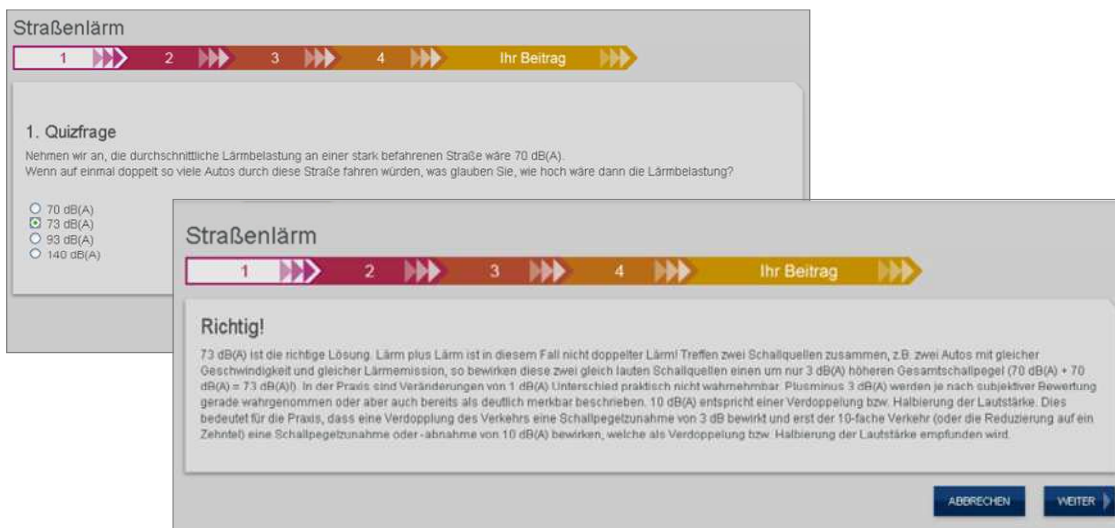 Straßenlärm
1 2 3 4 Ihr Beitrag
1. Quizfrage
Nehmen wir an, die durchschnittliche Lärmbelastung an einer stark befahrenen Straße wäre 70 dB(A).
Wenn auf einmal doppelt so viele Autos durch diese Straße fahren würden, was glauben Sie, wie hoch wäre dann die Lärmbelastung?
70 dB(A)
73 dB(A)
93 dB(A)
140 dB(A)
Straßenlärm
1 2 3 4 Ihr Beitrag
Richtig!
73 dB(A) ist die richtige Lösung. Lärm plus Lärm ist in diesem Fall nicht doppelter Lärm! Treffen zwei Schallquellen zusammen, z.B. zwei Autos mit gleicher
Geschwindigkeit und gleicher Lärmemission, so bewirken diese zwei gleich lauten Schallquellen einen um nur 3 dB(A) höheren Gesamtschallpegel (70 dB(A) + 70
dB(A) = 73 dB(A)!). In der Praxis sind Veränderungen von 1 dB(A) Unterschied praktisch nicht wahrnehmbar. Plusminus 3 dB(A) werden je nach subjektiver Bewertung
gerade wahrgenommen oder aber auch bereits als deutlich merkbar beschrieben. 10 dB(A) entspricht einer Verdoppelung bzw. Halbierung der Lautstärke. Dies
bedeutet für die Praxis, dass eine Verdopplung des Verkehrs eine Schallpegelzunahme von 3 dB bewirkt und erst der 10-fache Verkehr (oder die Reduzierung auf ein
Zehntel) eine Schallpegelzunahme oder -abnahme von 10 dB(A) bewirken, welche als Verdoppelung bzw. Halbierung der Lautstärke empfunden wird.
ABBRECHEN WEITER